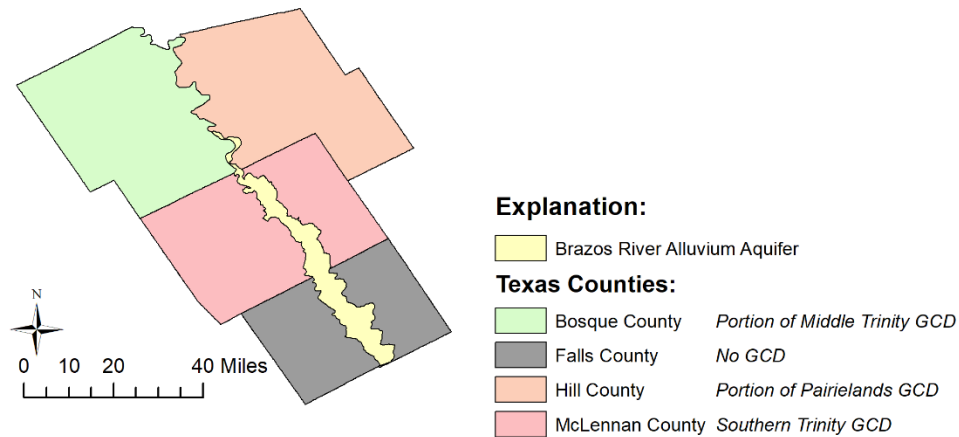 Explanation:
Brazos River Alluvium Aquifer
Texas Counties:
Bosque County Portion of Middle Trinity GCD
Falls County No GCD
Hill County Portion of Pairielands GCD
McLennan County Southern Trinity GCD
N
0 10 20 40 Miles